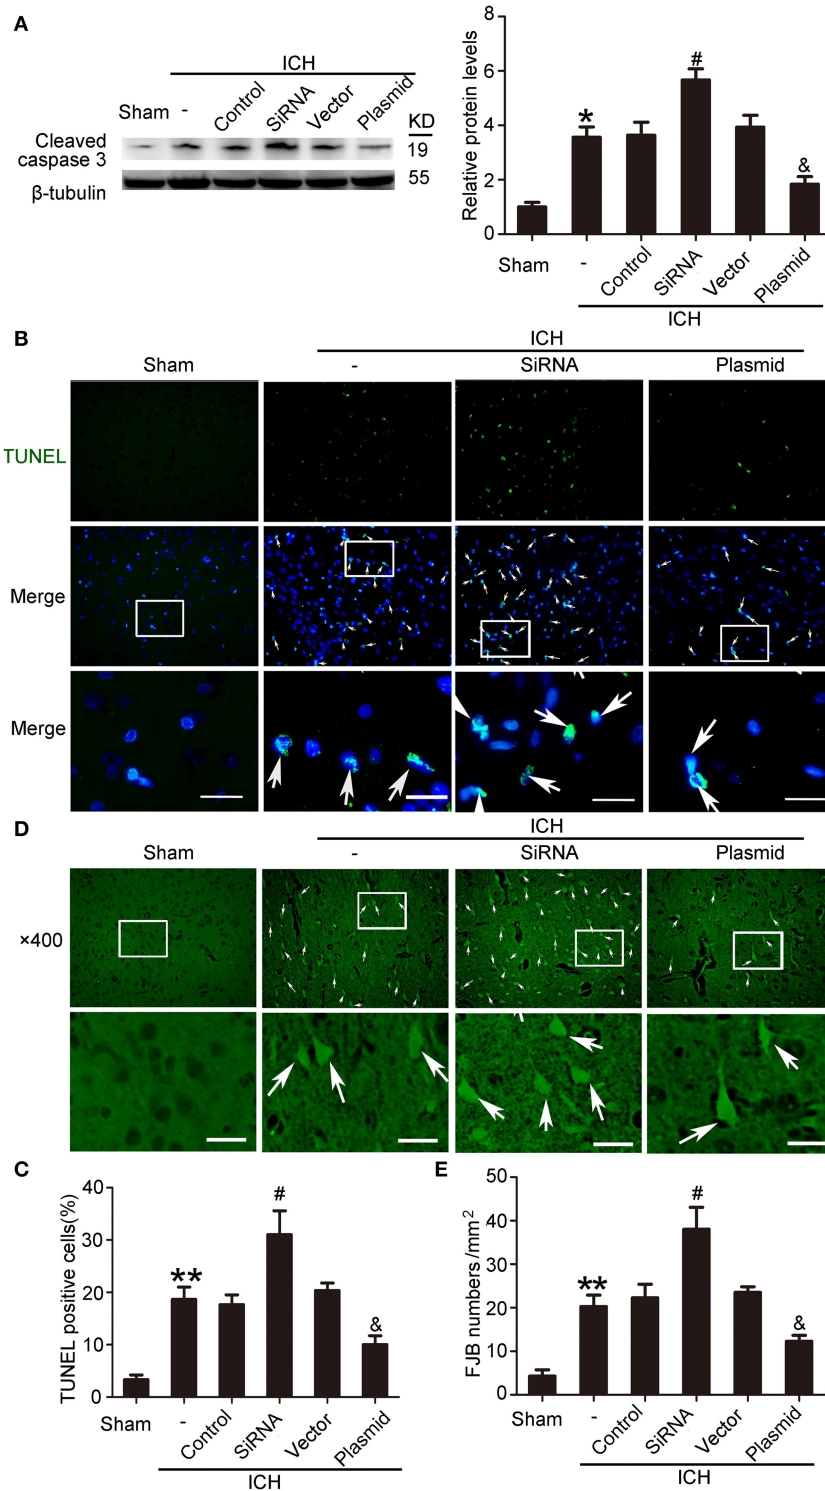 A
ICH
Sham - Control SiRNA Vector Plasmid KD
Cleaved
caspase 3 19
β-tubulin 55
Relative protein levels
8
6
4
2
0
* # &
Sham - Control SiRNA Vector Plasmid
ICH
B
ICH
Sham - SiRNA Plasmid
TUNEL
Merge
Merge
D
ICH
Sham - SiRNA Plasmid
×400
C
TUNEL positive cells(%)
40
30
20
10
0
** # &
Sham - Control SiRNA Vector Plasmid
ICH
E
FJB numbers /mm²
50
40
30
20
10
0
** # &
Sham - Control SiRNA Vector Plasmid
ICH